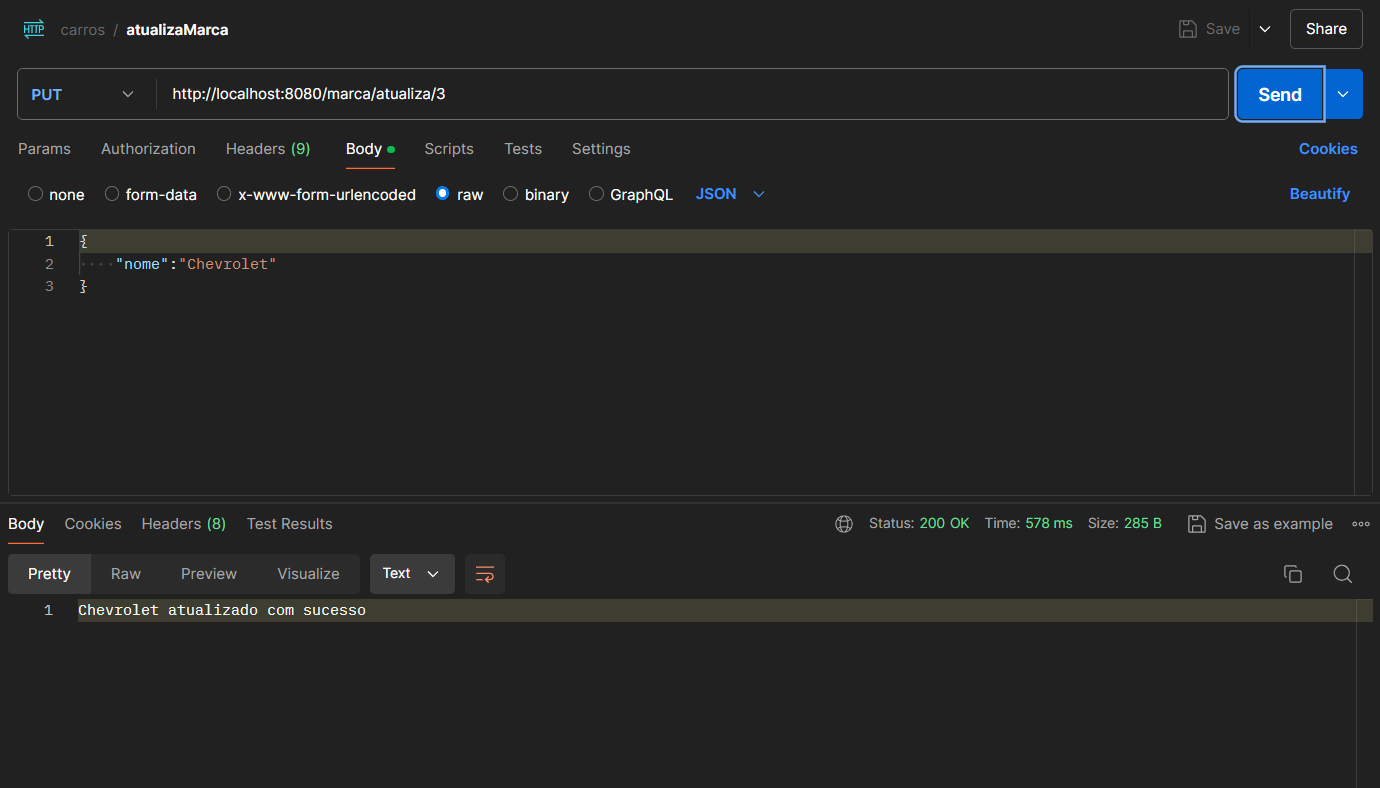 HTTP carros / atualizaMarca Save Share
PUT http://localhost:8080/marca/atualiza/3 Send
Params Authorization Headers (9) Body Scripts Tests Settings Cookies
none form-data x-www-form-urlencoded raw binary GraphQL JSON Beautify
1 {
2 ····"nome":"Chevrolet"
3 }
Body Cookies Headers (8) Test Results Status: 200 OK Time: 578 ms Size: 285 B Save as example
Pretty Raw Preview Visualize Text
1 Chevrolet atualizado com sucesso